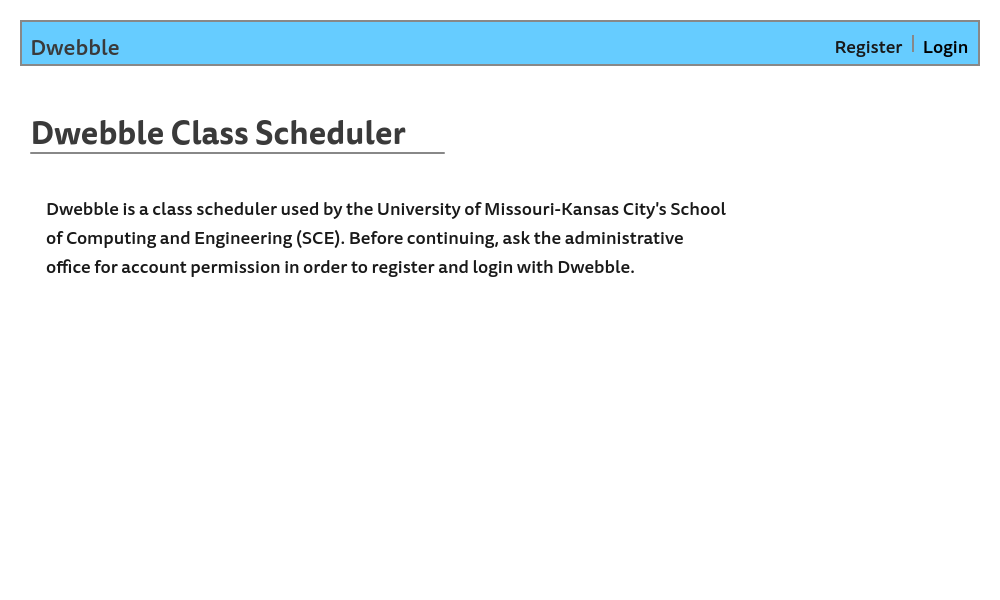 Dwebble
Register | Login
Dwebble Class Scheduler
Dwebble is a class scheduler used by the University of Missouri-Kansas City's School
of Computing and Engineering (SCE). Before continuing, ask the administrative
office for account permission in order to register and login with Dwebble.